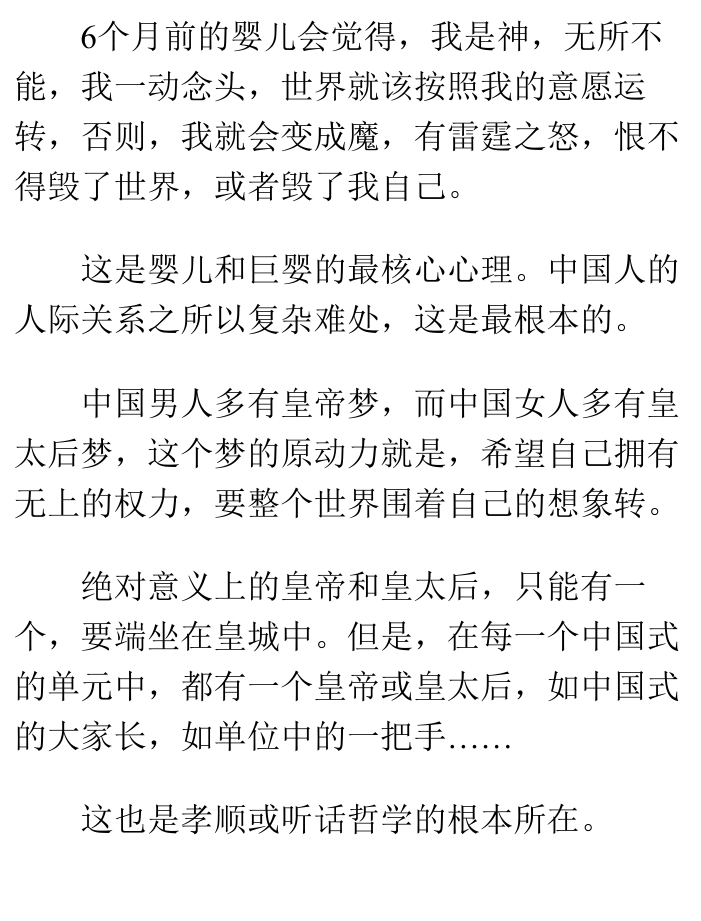 6个月前的婴儿会觉得，我是神，无所不
能，我一动念头，世界就该按照我的意愿运
转，否则，我就会变成魔，有雷霆之怒，恨不
得毁了世界，或者毁了我自己。
这是婴儿和巨婴的最核心心理。中国人的
人际关系之所以复杂难处，这是最根本的。
中国男人多有皇帝梦，而中国女人多有皇
太后梦，这个梦的原动力就是，希望自己拥有
无上的权力，要整个世界围着自己的想象转。
绝对意义上的皇帝和皇太后，只能有一
个，要端坐在皇城中。但是，在每一个中国式
的单元中，都有一个皇帝或皇太后，如中国式
的大家长，如单位中的一把手……
这也是孝顺或听话哲学的根本所在。